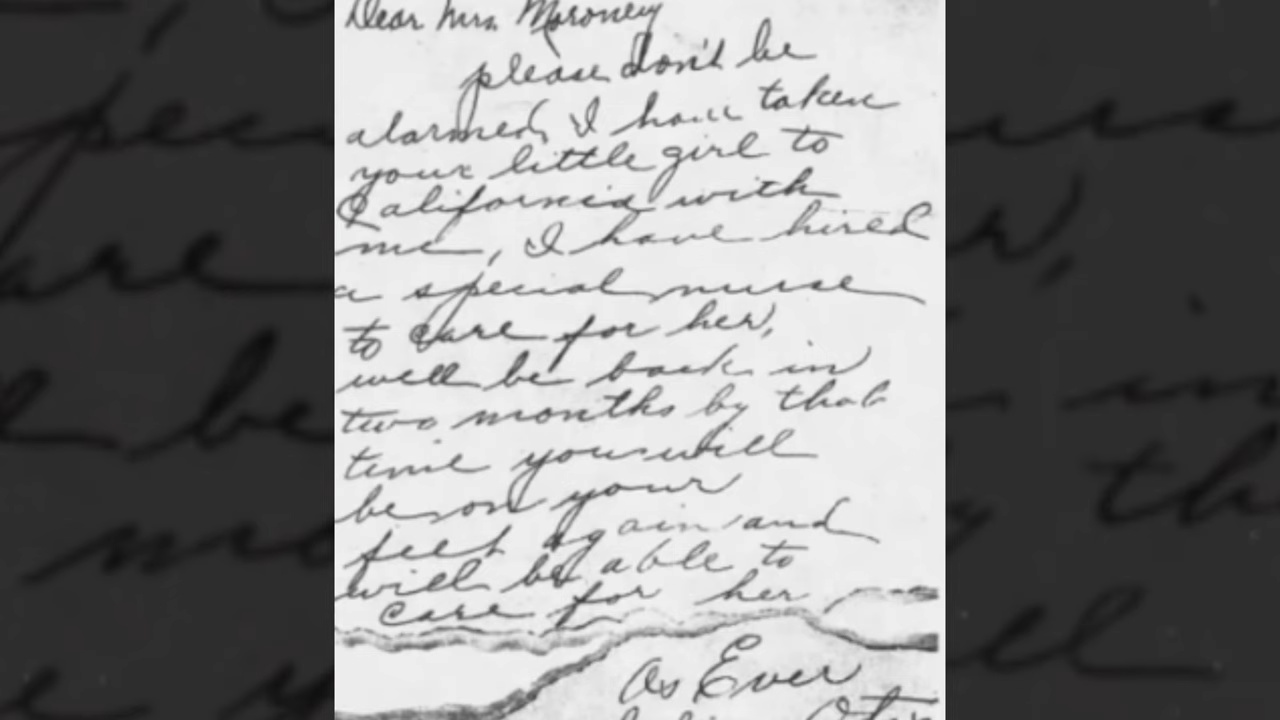 Dear Mrs. Moroney
please don't be
alarmed, I have taken
your little girl to
California with
me, I have hired
a special nurse
to care for her,
will be back in
two months by that
time you will
be on your
feet again and
will be able to
care for her
As Ever